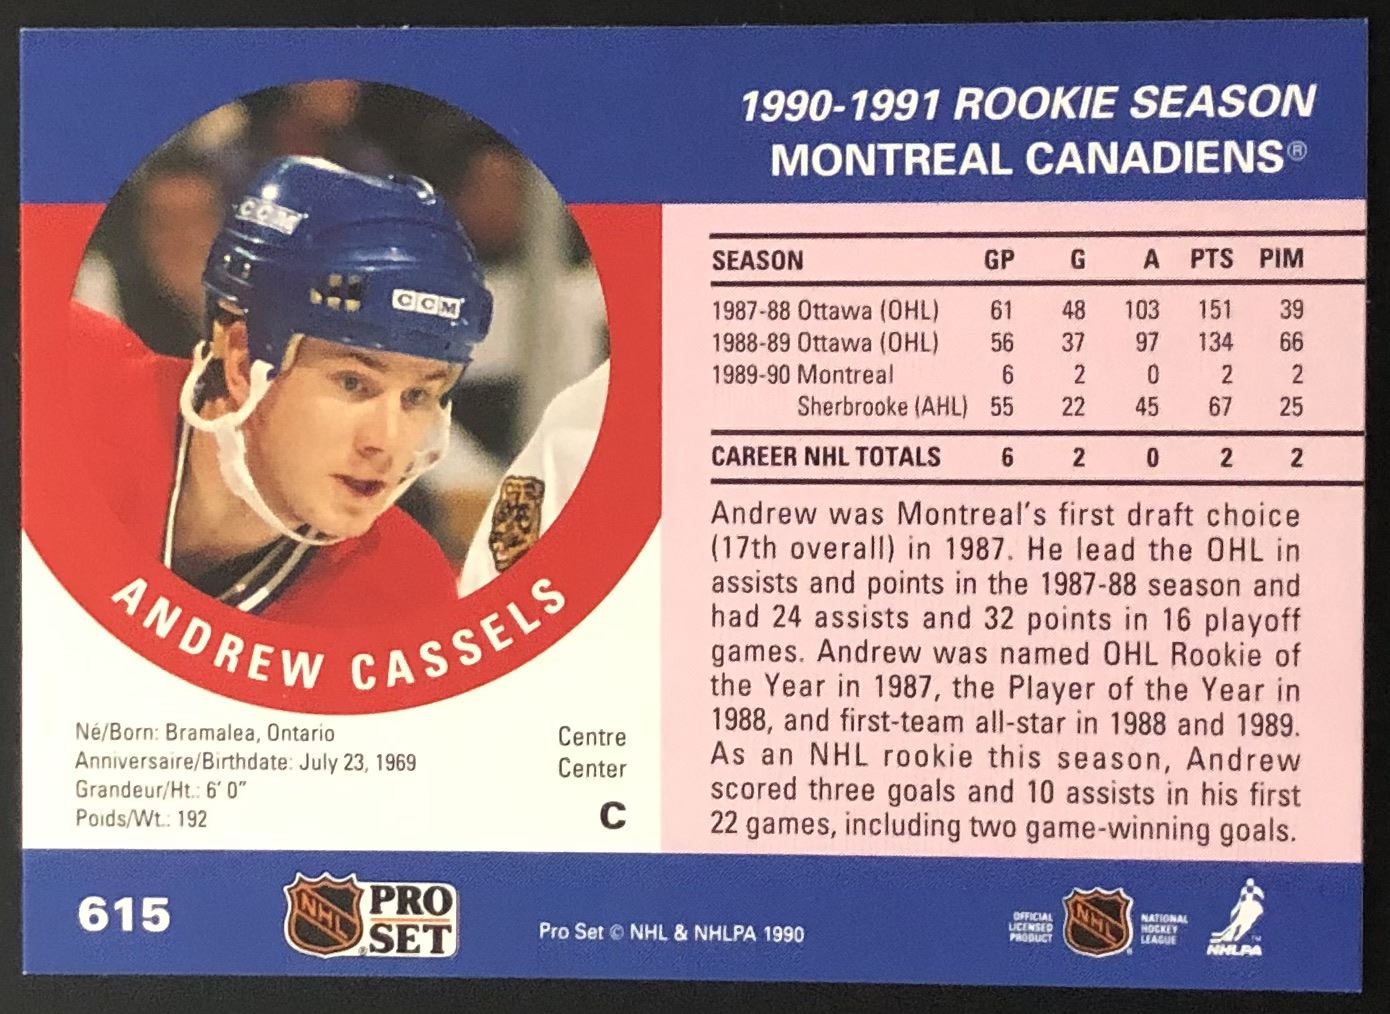 1990-1991 ROOKIE SEASON
MONTREAL CANADIENS®
CCM
CCM
ANDREW CASSELS
Né/Born: Bramalea, Ontario
Anniversaire/Birthdate: July 23, 1969
Grandeur/Ht.: 6' 0"
Poids/Wt.: 192
Centre
Center
C
SEASON GP G A PTS PIM
1987-88 Ottawa (OHL) 61 48 103 151 39
1988-89 Ottawa (OHL) 56 37 97 134 66
1989-90 Montreal 6 2 0 2 2
Sherbrooke (AHL) 55 22 45 67 25
CAREER NHL TOTALS 6 2 0 2 2
Andrew was Montreal's first draft choice
(17th overall) in 1987. He lead the OHL in
assists and points in the 1987-88 season and
had 24 assists and 32 points in 16 playoff
games. Andrew was named OHL Rookie of
the Year in 1987, the Player of the Year in
1988, and first-team all-star in 1988 and 1989.
As an NHL rookie this season, Andrew
scored three goals and 10 assists in his first
22 games, including two game-winning goals.
615
NHL
PRO
SET
Pro Set © NHL & NHLPA 1990
OFFICIAL
LICENSED
PRODUCT
NHL
NATIONAL
HOCKEY
LEAGUE
NHLPA